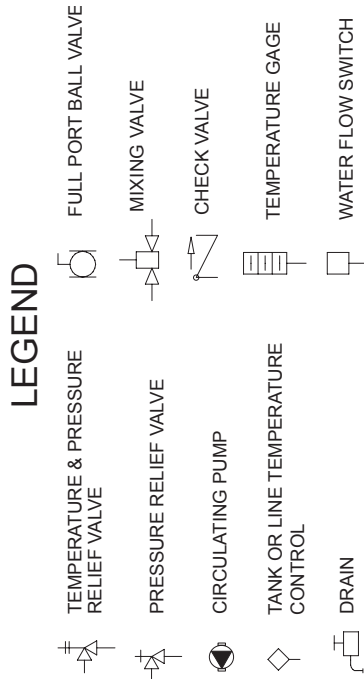 LEGEND
TEMPERATURE & PRESSURE
RELIEF VALVE
PRESSURE RELIEF VALVE
CIRCULATING PUMP
TANK OR LINE TEMPERATURE
CONTROL
DRAIN
FULL PORT BALL VALVE
MIXING VALVE
CHECK VALVE
TEMPERATURE GAGE
WATER FLOW SWITCH